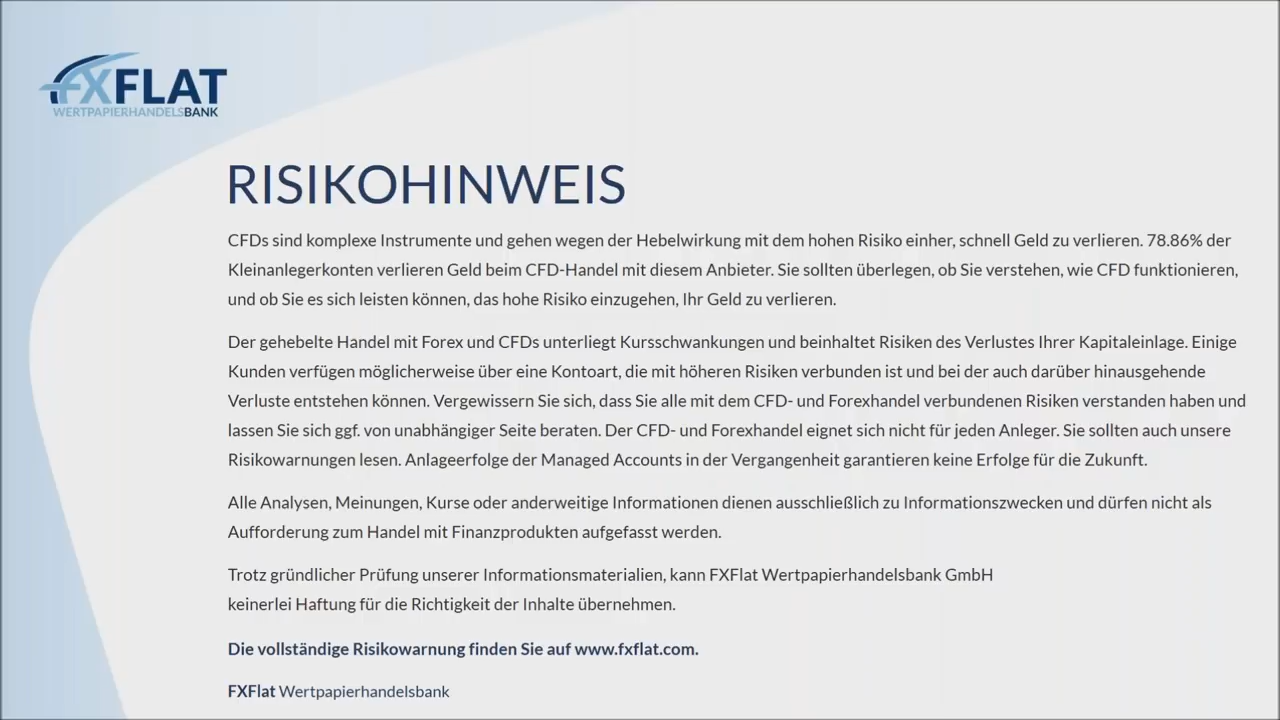 FXFLAT
WERTPAPIERHANDELSBANK
RISIKOHINWEIS
CFDs sind komplexe Instrumente und gehen wegen der Hebelwirkung mit dem hohen Risiko einher, schnell Geld zu verlieren. 78.86% der
Kleinanlegerkonten verlieren Geld beim CFD-Handel mit diesem Anbieter. Sie sollten überlegen, ob Sie verstehen, wie CFD funktionieren,
und ob Sie es sich leisten können, das hohe Risiko einzugehen, Ihr Geld zu verlieren.
Der gehebelte Handel mit Forex und CFDs unterliegt Kursschwankungen und beinhaltet Risiken des Verlustes Ihrer Kapitaleinlage. Einige
Kunden verfügen möglicherweise über eine Kontoart, die mit höheren Risiken verbunden ist und bei der auch darüber hinausgehende
Verluste entstehen können. Vergewissern Sie sich, dass Sie alle mit dem CFD- und Forexhandel verbundenen Risiken verstanden haben und
lassen Sie sich ggf. von unabhängiger Seite beraten. Der CFD- und Forexhandel eignet sich nicht für jeden Anleger. Sie sollten auch unsere
Risikowarnungen lesen. Anlageerfolge der Managed Accounts in der Vergangenheit garantieren keine Erfolge für die Zukunft.
Alle Analysen, Meinungen, Kurse oder anderweitige Informationen dienen ausschließlich zu Informationszwecken und dürfen nicht als
Aufforderung zum Handel mit Finanzprodukten aufgefasst werden.
Trotz gründlicher Prüfung unserer Informationsmaterialien, kann FXFlat Wertpapierhandelsbank GmbH
keinerlei Haftung für die Richtigkeit der Inhalte übernehmen.
Die vollständige Risikowarnung finden Sie auf www.fxflat.com.
FXFlat Wertpapierhandelsbank